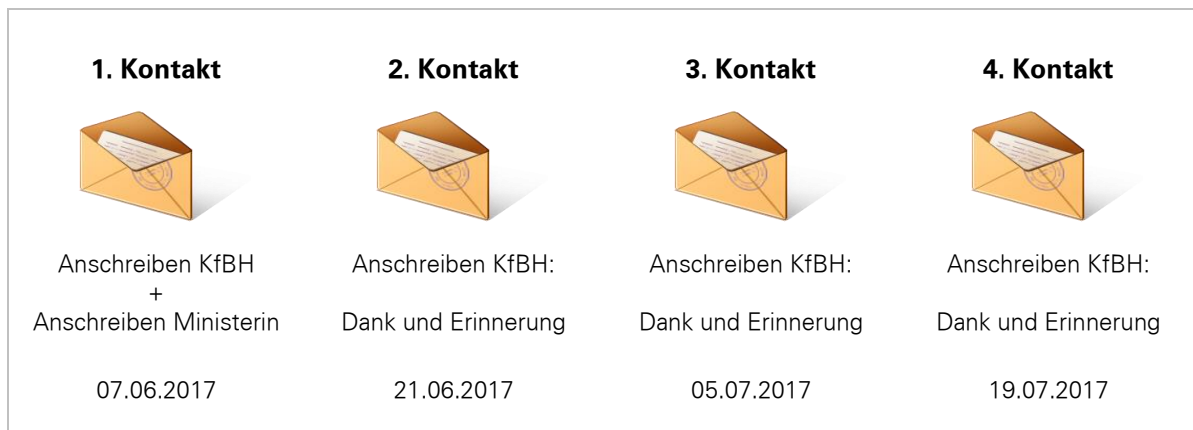 1. Kontakt
Anschreiben KfBH
+
Anschreiben Ministerin
07.06.2017
2. Kontakt
Anschreiben KfBH:
Dank und Erinnerung
21.06.2017
3. Kontakt
Anschreiben KfBH:
Dank und Erinnerung
05.07.2017
4. Kontakt
Anschreiben KfBH:
Dank und Erinnerung
19.07.2017